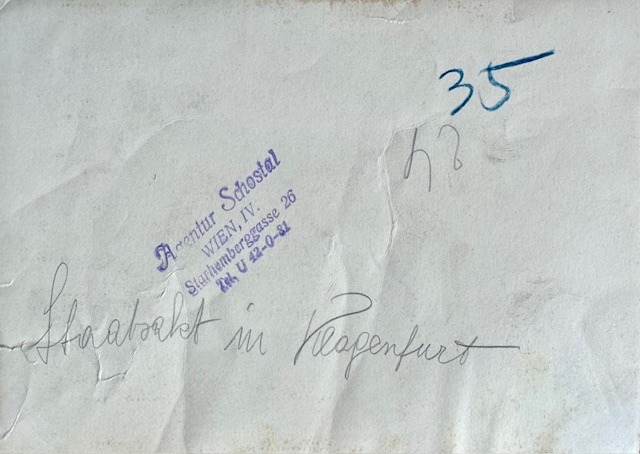 35
42
Agentur Schostal
WIEN, IV.
Starhemberggasse 26
Tel. U 42-0-81
Staatsakt in Klagenfurt